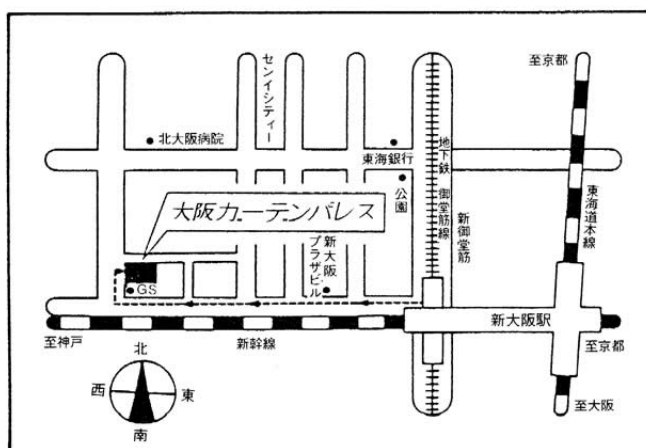 至京都
センイシティー
北大阪病院
東海銀行
地下鉄 御堂筋線
新御堂筋
公園
東海道本線
大阪カーテンパレス
新大阪プラザビル
GS
新大阪駅
至神戸
新幹線
至京都
至大阪
北
西
東
南